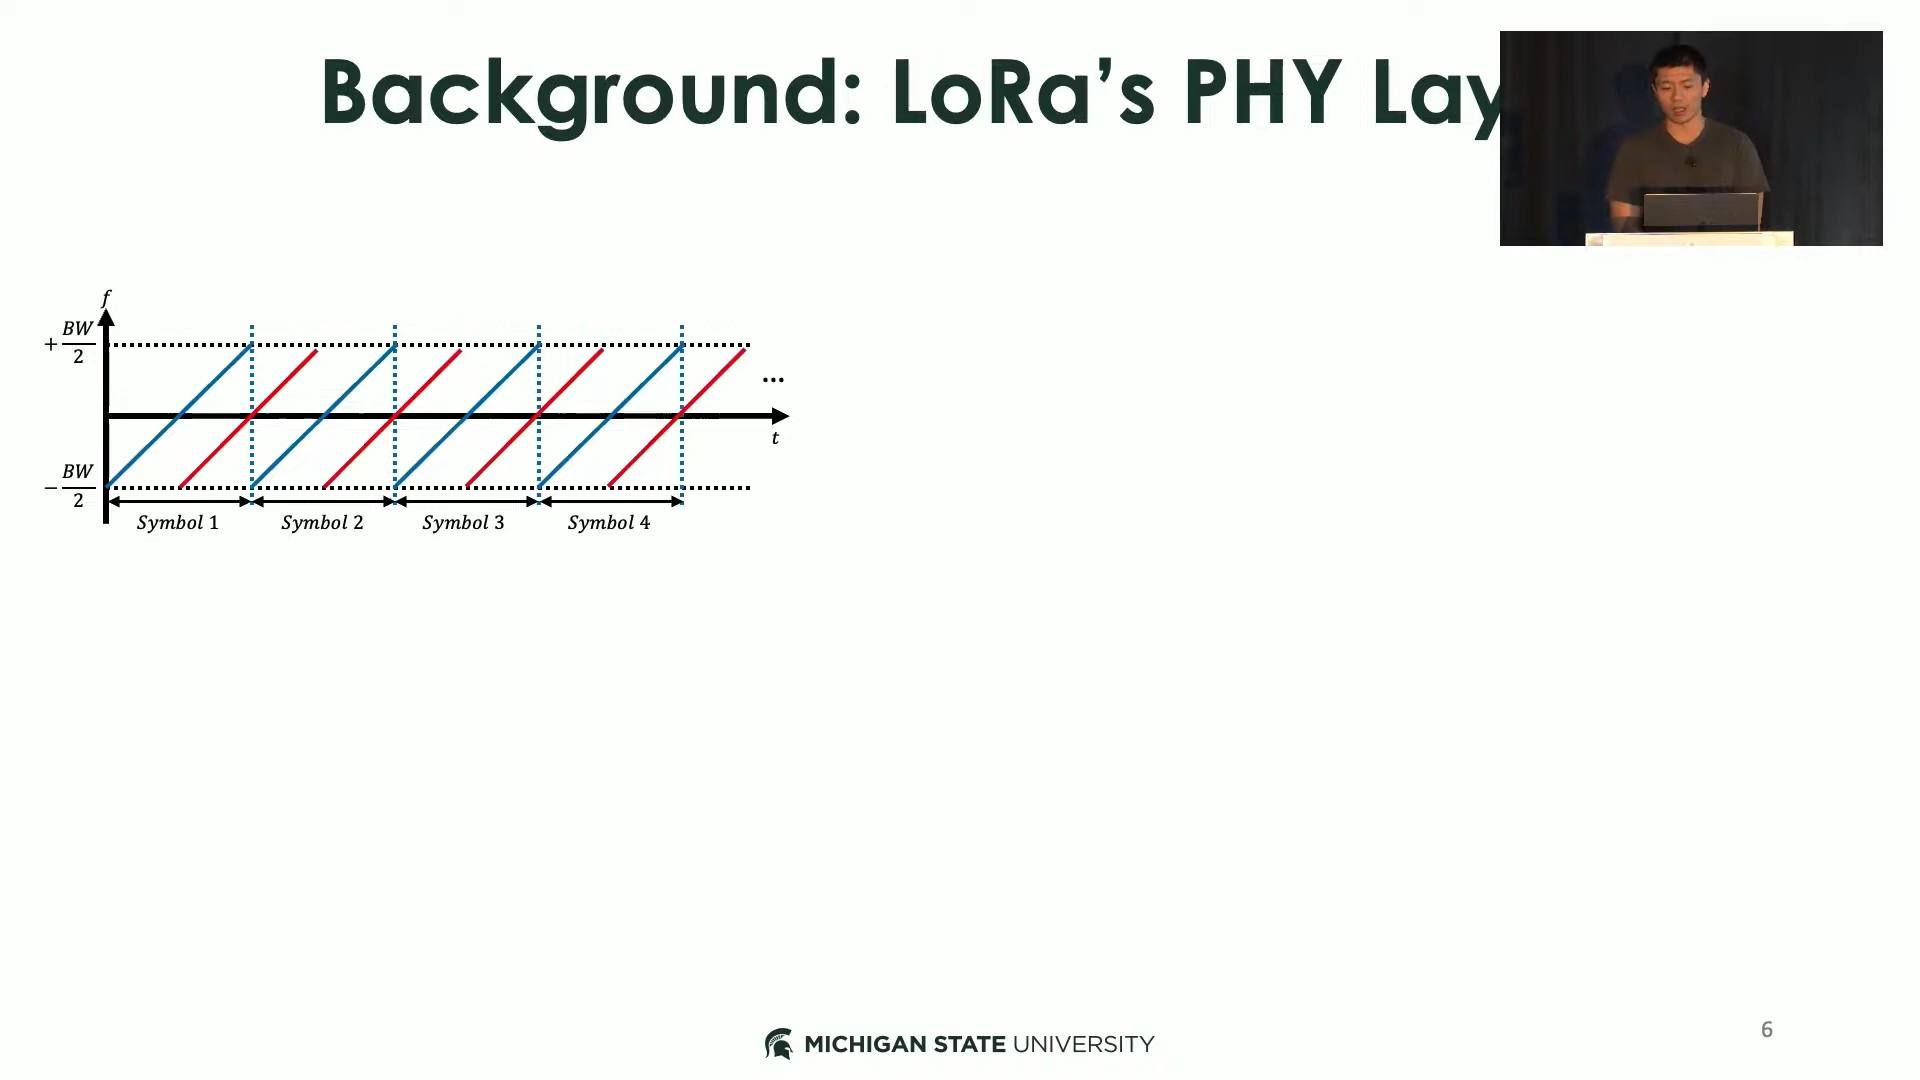 Background: LoRa's PHY Lay
f
+ BW/2
...
t
− BW/2
Symbol 1 Symbol 2 Symbol 3 Symbol 4
MICHIGAN STATE UNIVERSITY
6